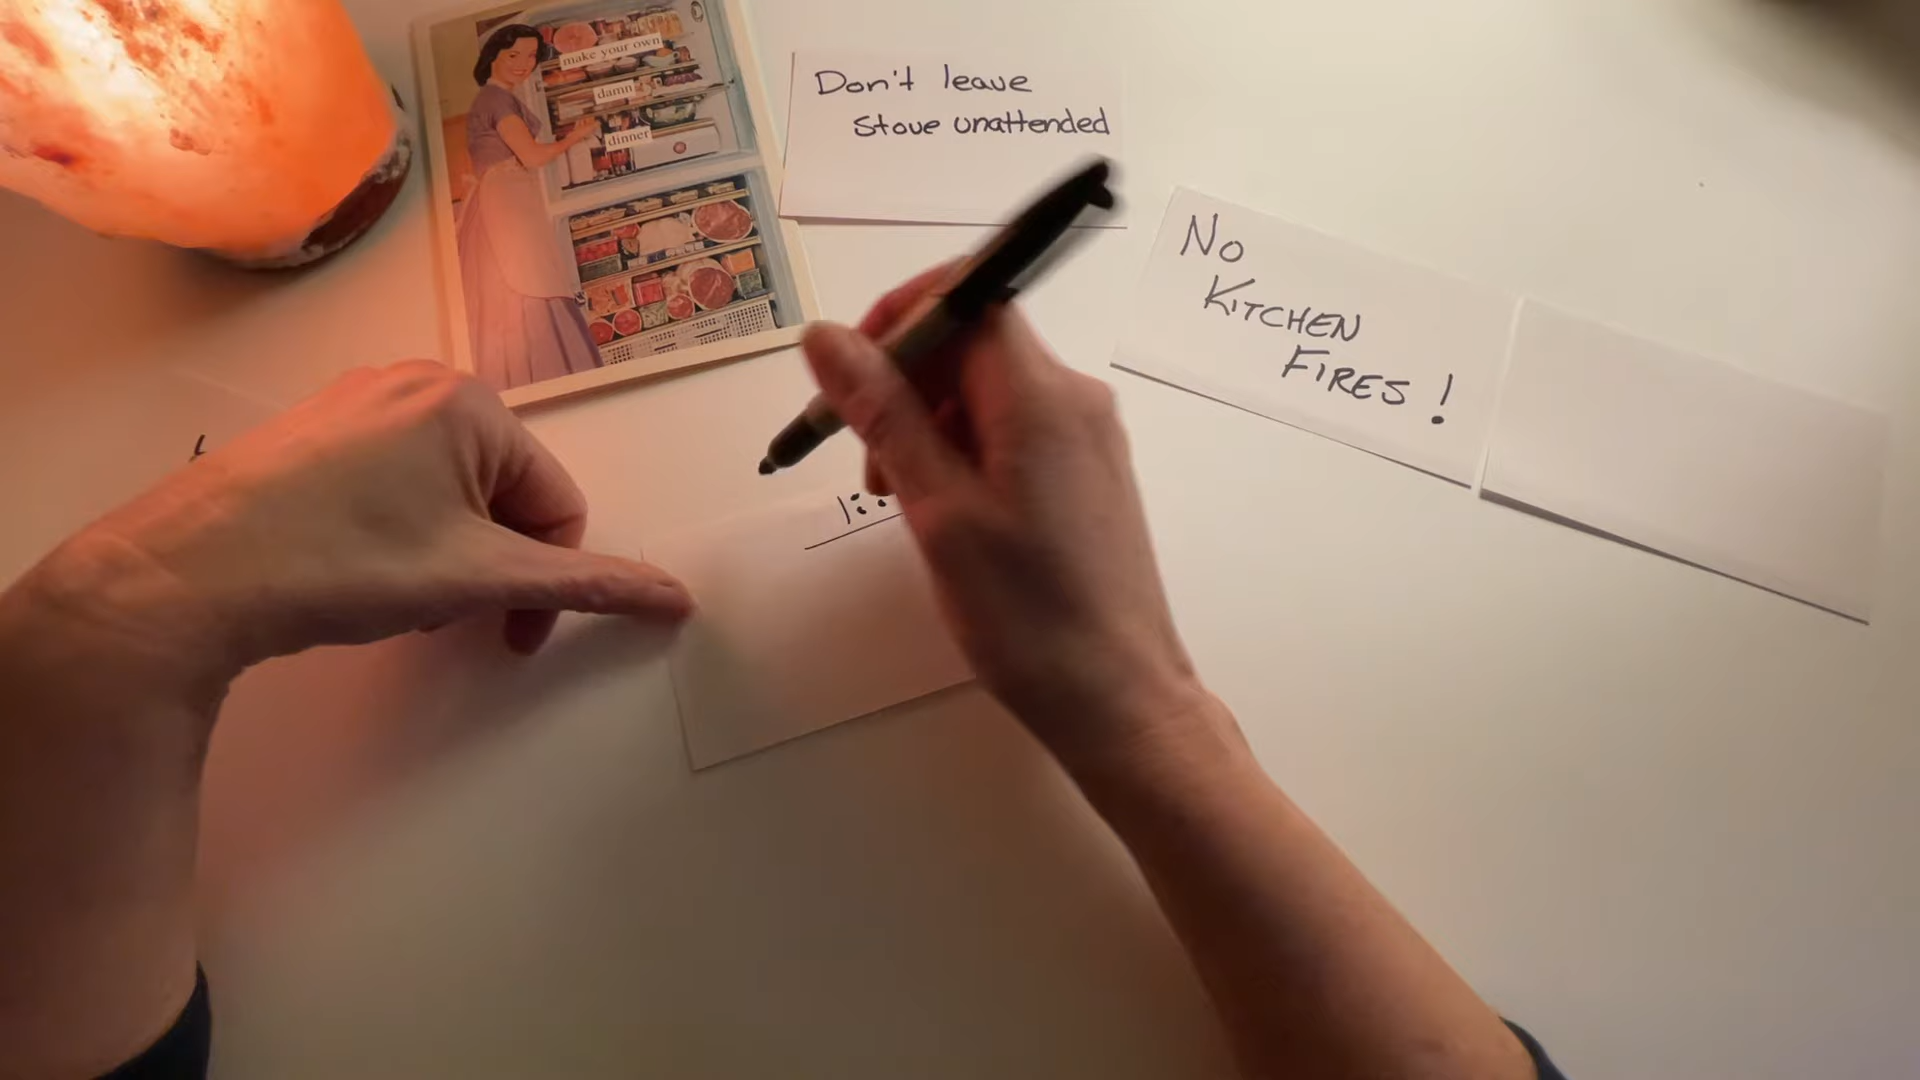 make your own
damn
dinner
Don't leave
Stove unattended
No
KITCHEN
FIRES!